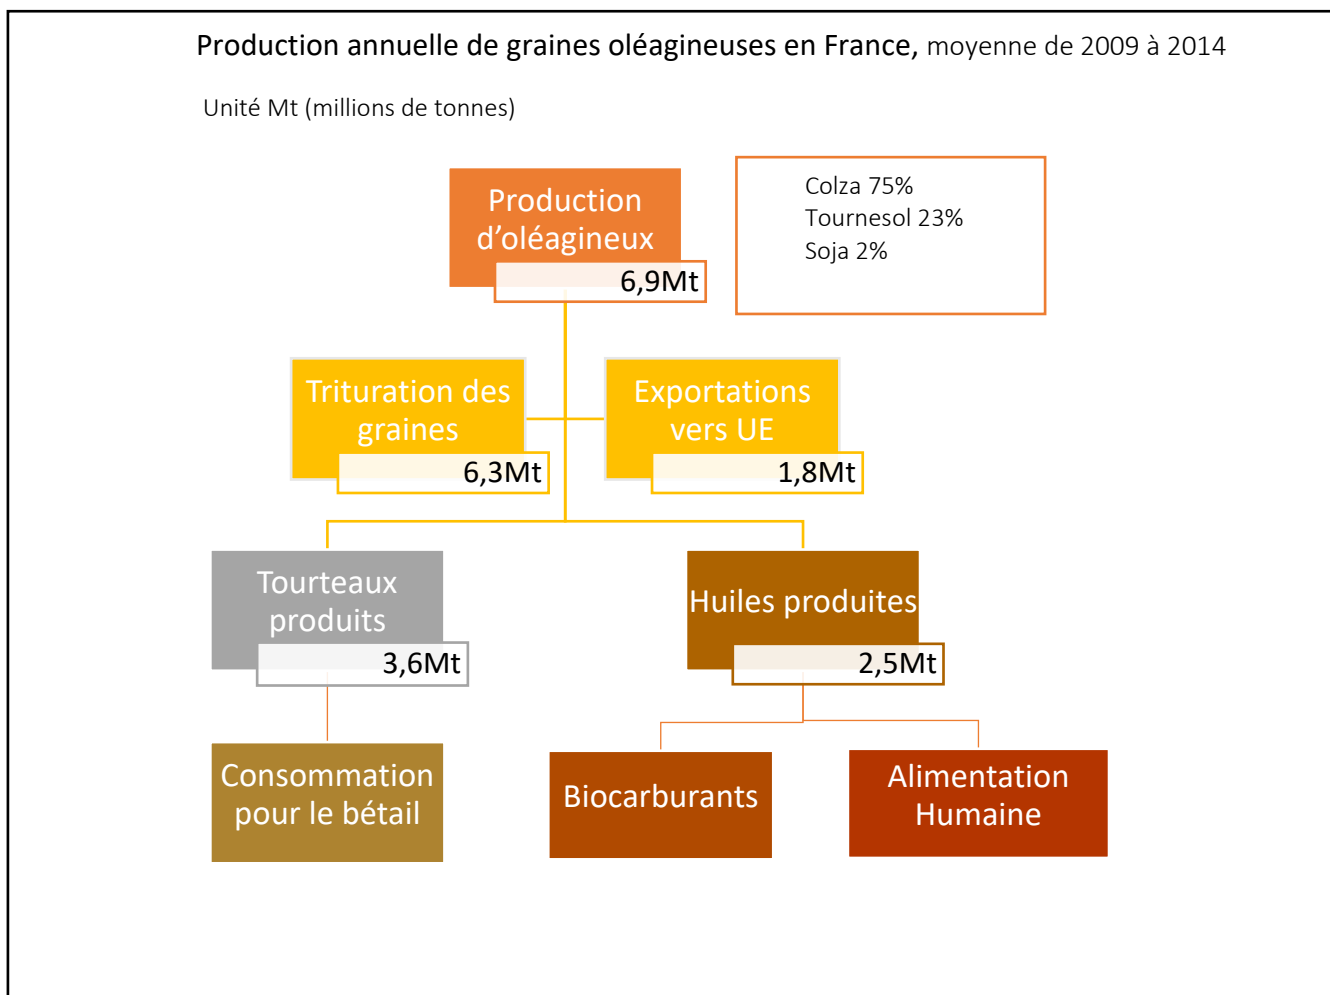 Production annuelle de graines oléagineuses en France, moyenne de 2009 à 2014
Unité Mt (millions de tonnes)
Production
d’oléagineux
6,9Mt
Colza 75%
Tournesol 23%
Soja 2%
Trituration des
graines
6,3Mt
Exportations
vers UE
1,8Mt
Tourteaux
produits
3,6Mt
Huiles produites
2,5Mt
Consommation
pour le bétail
Biocarburants
Alimentation
Humaine